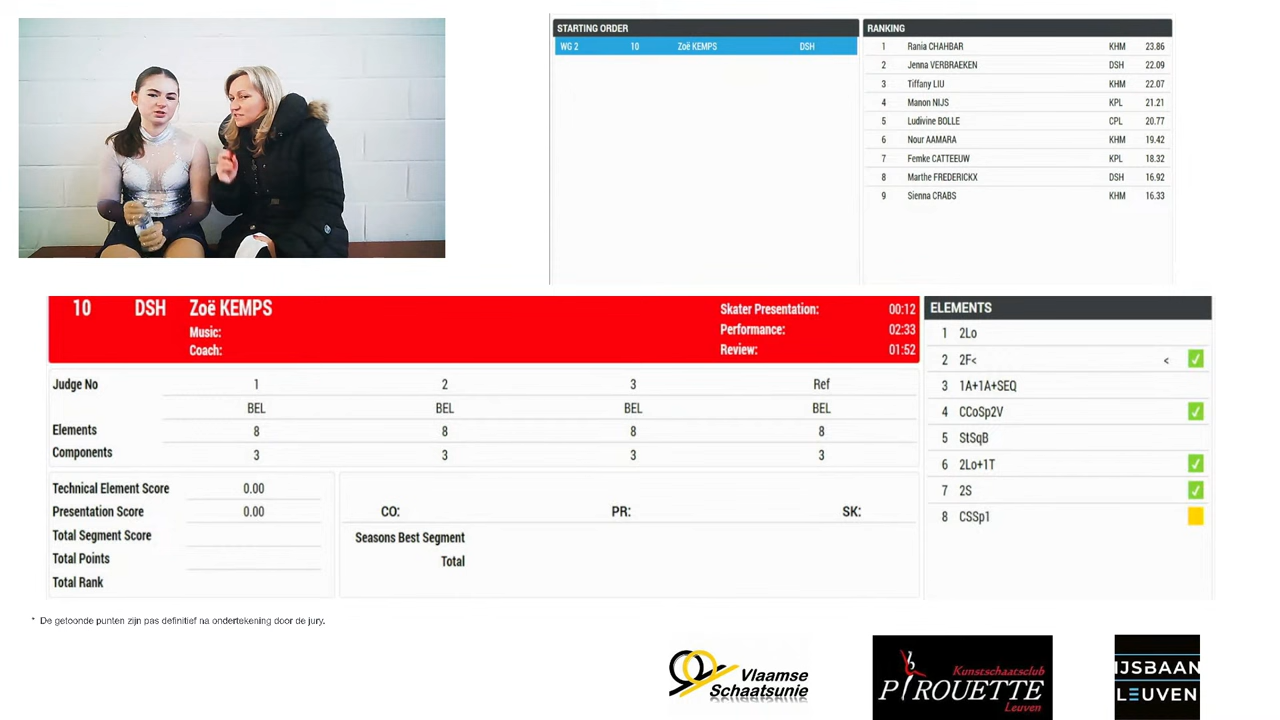 STARTING ORDER
WG 2 10 Zoë KEMPS DSH
RANKING
1 Rania CHAHBAR KHM 23.86
2 Jenna VERBRAEKEN DSH 22.09
3 Tiffany LIU KHM 22.07
4 Manon NIJS KPL 21.21
5 Ludivine BOLLE CPL 20.77
6 Nour AAMARA KHM 19.42
7 Femke CATTEEUW KPL 18.32
8 Marthe FREDERICKX DSH 16.92
9 Sienna CRABS KHM 16.33
10 DSH Zoë KEMPS
Music:
Coach:
Skater Presentation: 00:12
Performance: 02:33
Review: 01:52
Judge No 1 2 3 Ref
BEL BEL BEL BEL
Elements 8 8 8 8
Components 3 3 3 3
Technical Element Score 0.00
Presentation Score 0.00
Total Segment Score
Total Points
Total Rank
CO: PR: SK:
Seasons Best Segment
Total
ELEMENTS
1 2Lo
2 2F< <
3 1A+1A+SEQ
4 CCoSp2V
5 StSqB
6 2Lo+1T
7 2S
8 CSSp1
* De getoonde punten zijn pas definitief na ondertekening door de jury.
Vlaamse
Schaatsunie
Kunstschaatsclub
PIROUETTE
Leuven
IJSBAAN
LEUVEN